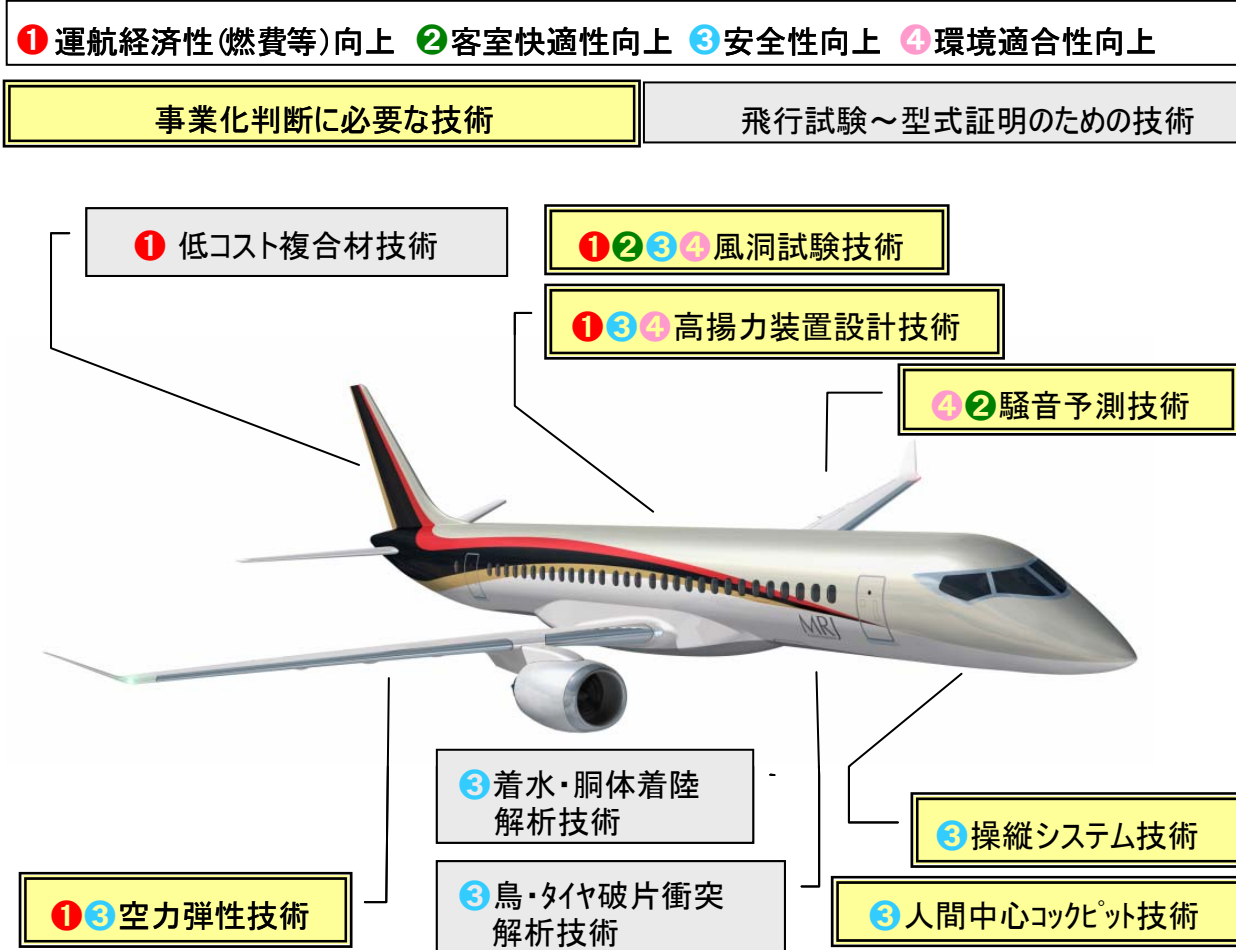 ❶運航経済性(燃費等)向上 ❷客室快適性向上 ❸安全性向上 ❹環境適合性向上
事業化判断に必要な技術
飛行試験～型式証明のための技術
❶ 低コスト複合材技術
❶❷❸❹風洞試験技術
❶❸❹高揚力装置設計技術
❹❷騒音予測技術
MRJ
❸着水・胴体着陸
解析技術
❸操縦システム技術
❸鳥・タイヤ破片衝突
解析技術
❶❸空力弾性技術
❸人間中心コックピット技術